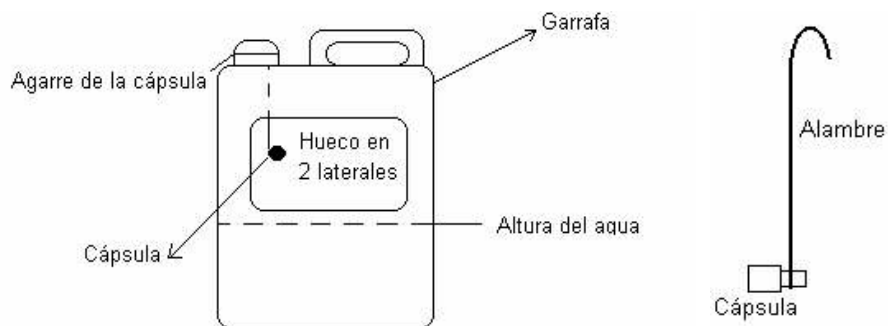 Garrafa
Agarre de la cápsula
Hueco en
2 laterales
Alambre
Altura del agua
Cápsula
Cápsula